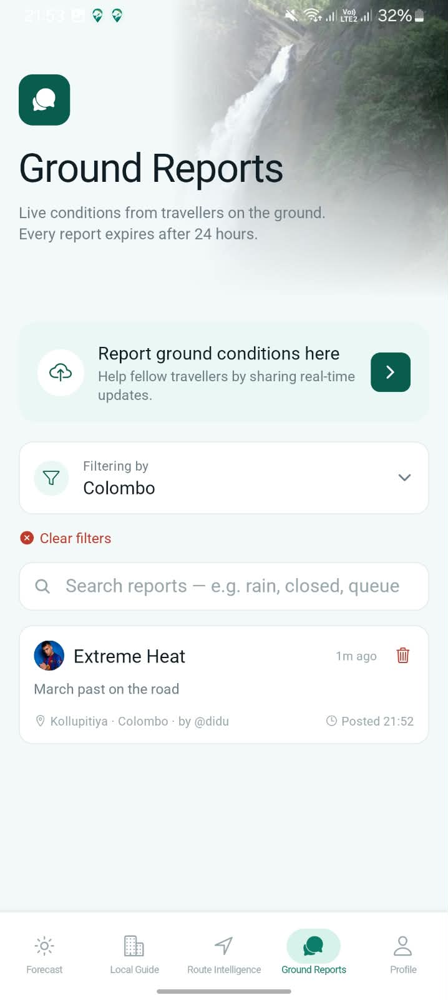 21:53
Vo))
LTE2
32%
Ground Reports
Live conditions from travellers on the ground.
Every report expires after 24 hours.
Report ground conditions here
Help fellow travellers by sharing real-time
updates.
Filtering by
Colombo
Clear filters
Search reports — e.g. rain, closed, queue
Extreme Heat
1m ago
March past on the road
Kollupitiya · Colombo · by @didu
Posted 21:52
Forecast
Local Guide
Route Intelligence
Ground Reports
Profile